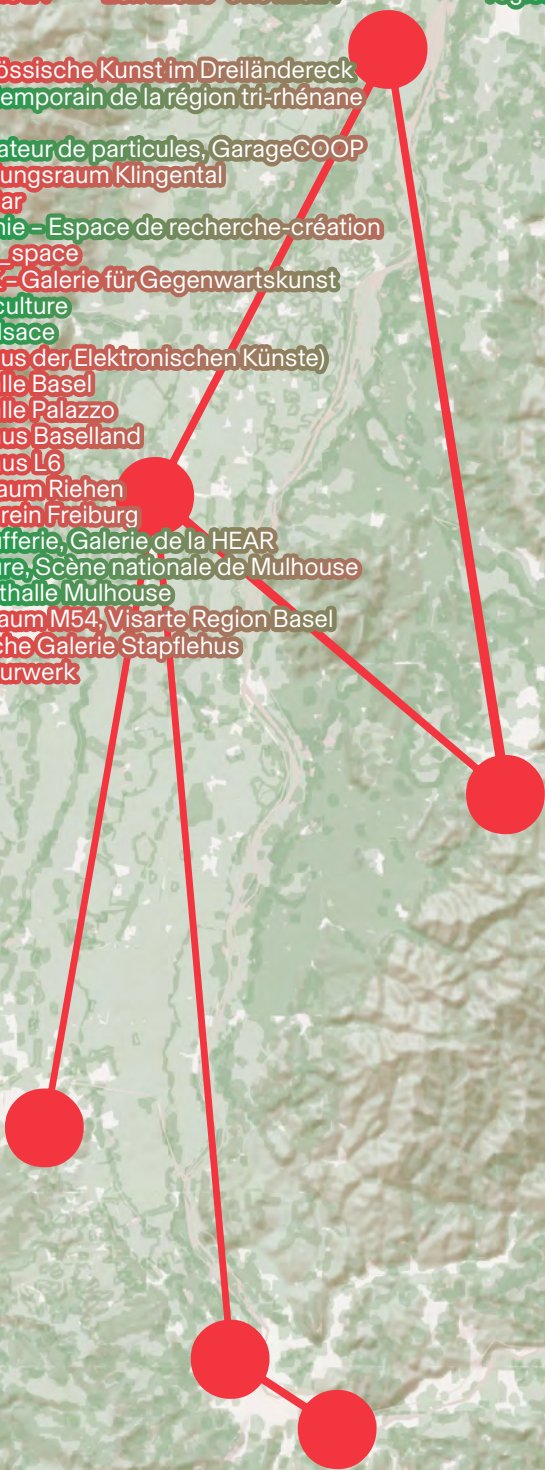 össische Kunst im Dreiländereck
temporain de la région tri-rhénane
ateur de particules, GarageCOOP
ungsraum Klingental
ar
nie – Espace de recherche-création
_space
– Galerie für Gegenwartskunst
culture
lsace
us der Elektronischen Künste)
lle Basel
lle Palazzo
us Baselland
us L6
aum Riehen
rein Freiburg
ufferie, Galerie de la HEAR
ure, Scène nationale de Mulhouse
sthalle Mulhouse
aum M54, Visarte Region Basel
che Galerie Stapflehus
urwerk